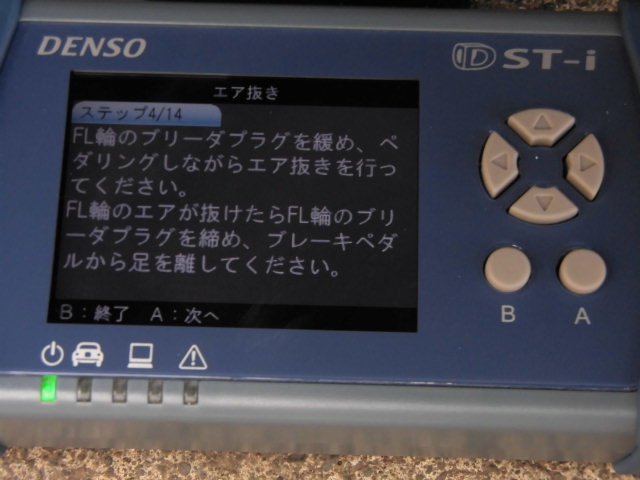 DENSO
DST-i
エア抜き
ステップ4/14
FL輪のブリーダプラグを緩め、ペ
ダリングしながらエア抜きを行っ
てください。
FL輪のエアが抜けたらFL輪のブリ
ーダプラグを締め、ブレーキペダ
ルから足を離してください。
B：終了 A：次へ
B A